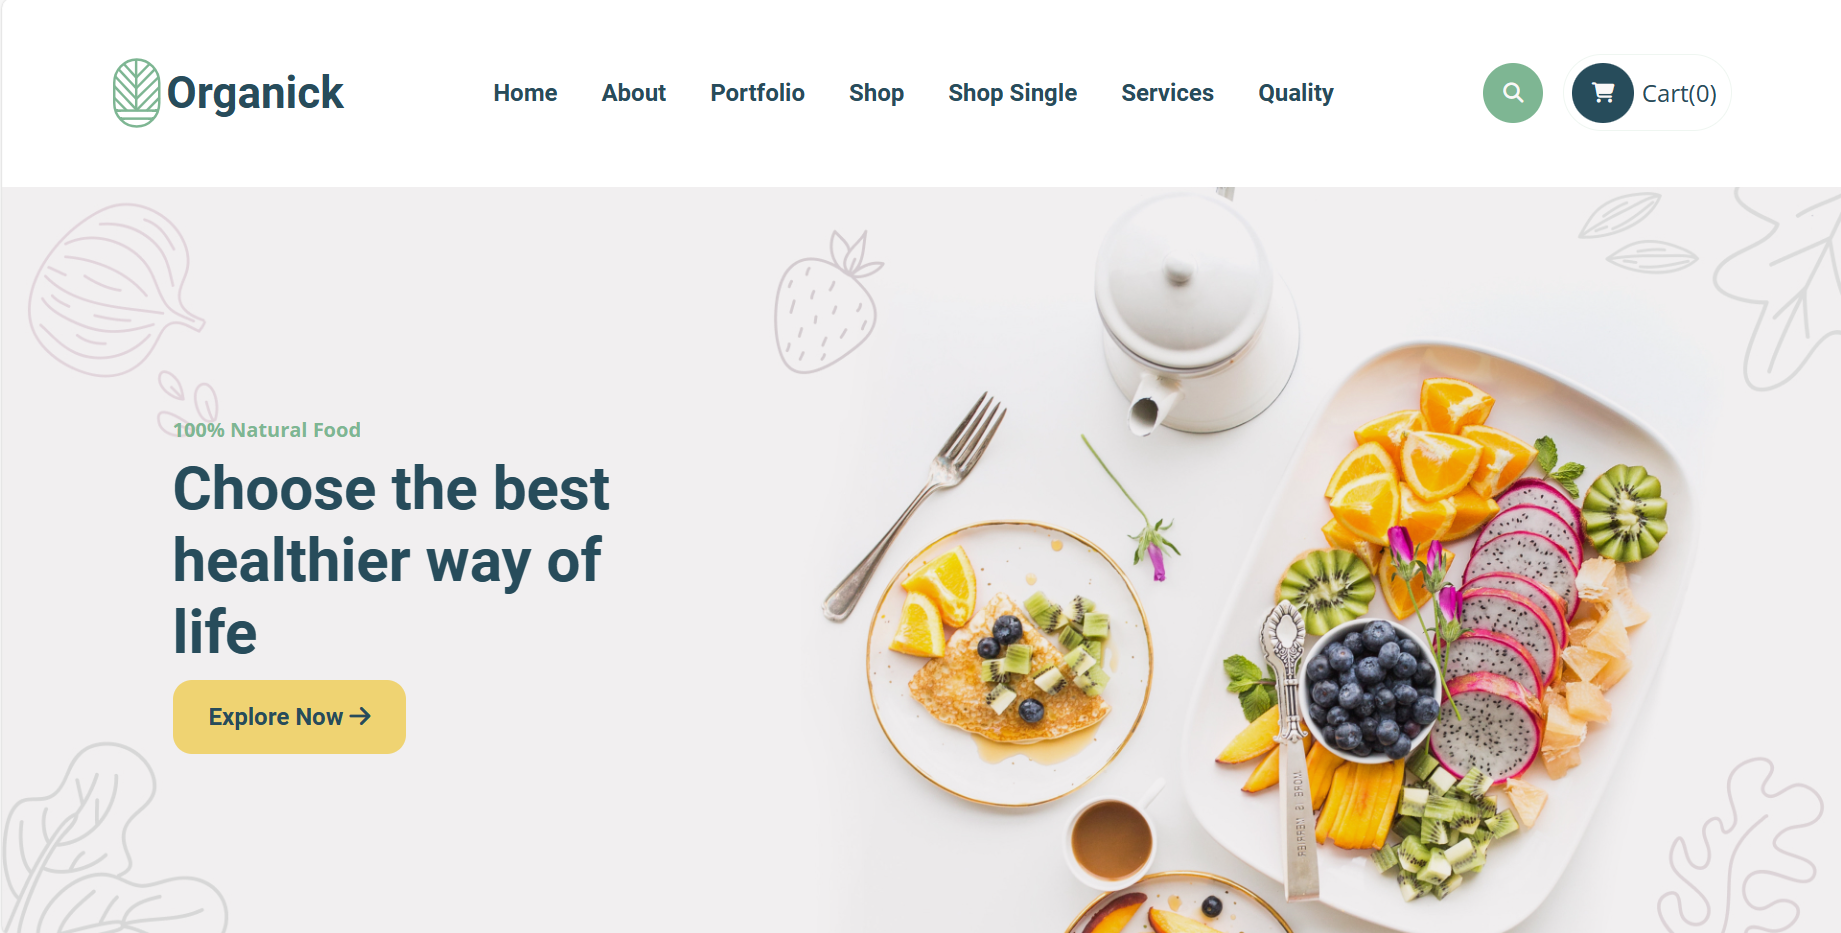 Organick
Home About Portfolio Shop Shop Single Services Quality
Cart(0)
100% Natural Food
Choose the best
healthier way of
life
Explore Now